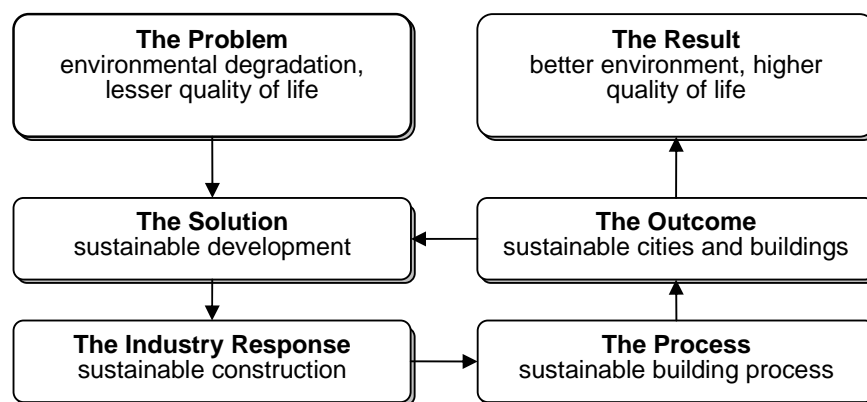 The Problem
environmental degradation,
lesser quality of life
The Result
better environment, higher
quality of life
The Solution
sustainable development
The Outcome
sustainable cities and buildings
The Industry Response
sustainable construction
The Process
sustainable building process